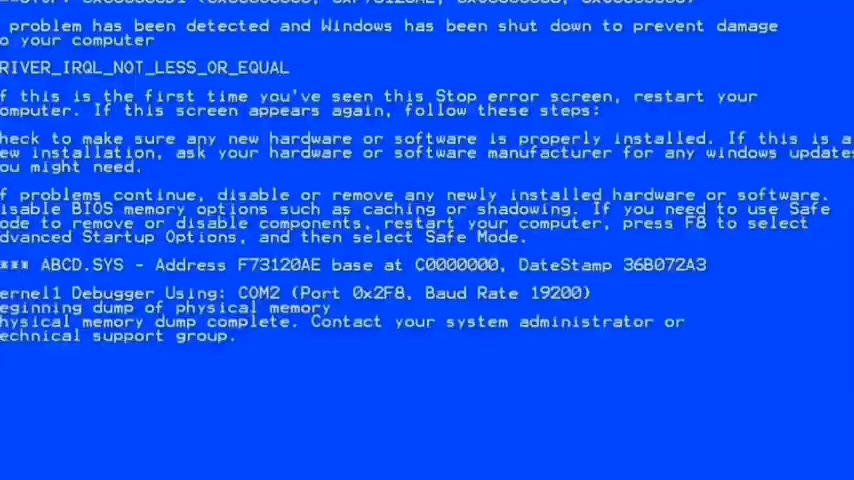 problem has been detected and Windows has been shut down to prevent damage
o your computer
RIVER_IRQL_NOT_LESS_OR_EQUAL
f this is the first time you've seen this Stop error screen, restart your
omputer. If this screen appears again, follow these steps:
heck to make sure any new hardware or software is properly installed. If this is a
ew installation, ask your hardware or software manufacturer for any windows updates
ou might need.
f problems continue, disable or remove any newly installed hardware or software.
isable BIOS memory options such as caching or shadowing. If you need to use Safe
ode to remove or disable components, restart your computer, press F8 to select
dvanced Startup Options, and then select Safe Mode.
*** ABCD.SYS - Address F73120AE base at C0000000, DateStamp 36B072A3
ernel1 Debugger Using: COM2 (Port 0x2F8, Baud Rate 19200)
eginning dump of physical memory
hysical memory dump complete. Contact your system administrator or
echnical support group.